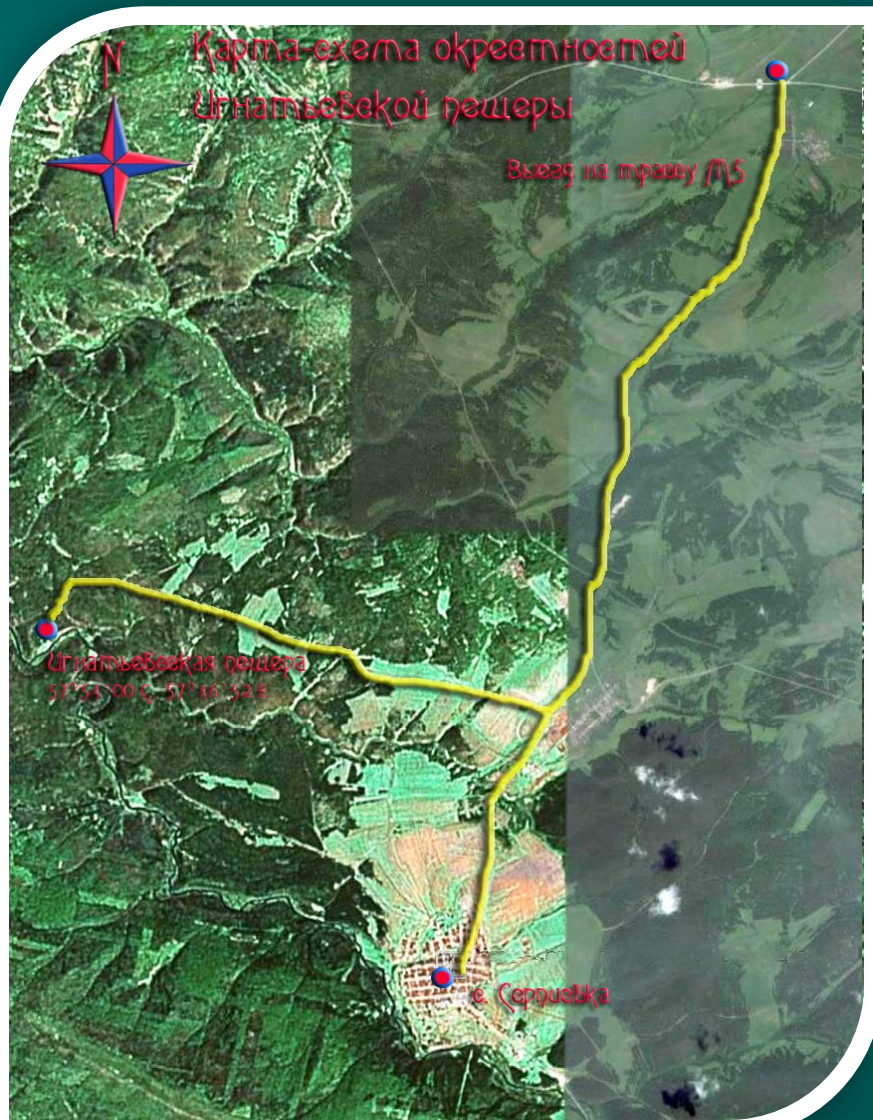 N
Карта-схема окрестностей
Игнатьевской пещеры
Выезд на трассу М5
Игнатьевская пещера
с. Серпиевка